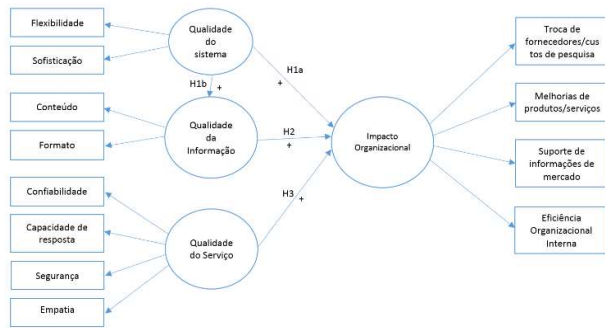 Flexibilidade
Sofisticação
Qualidade
do
sistema
H1a
+
H1b
+
Conteúdo
Formato
Qualidade
da
Informação
H2
+
Confiabilidade
Capacidade de
resposta
Segurança
Empatia
Qualidade
do Serviço
H3
+
Impacto
Organizacional
Troca de
fornecedores/cus
tos de pesquisa
Melhorias de
produtos/serviços
Suporte de
informações de
mercado
Eficiência
Organizacional
Interna